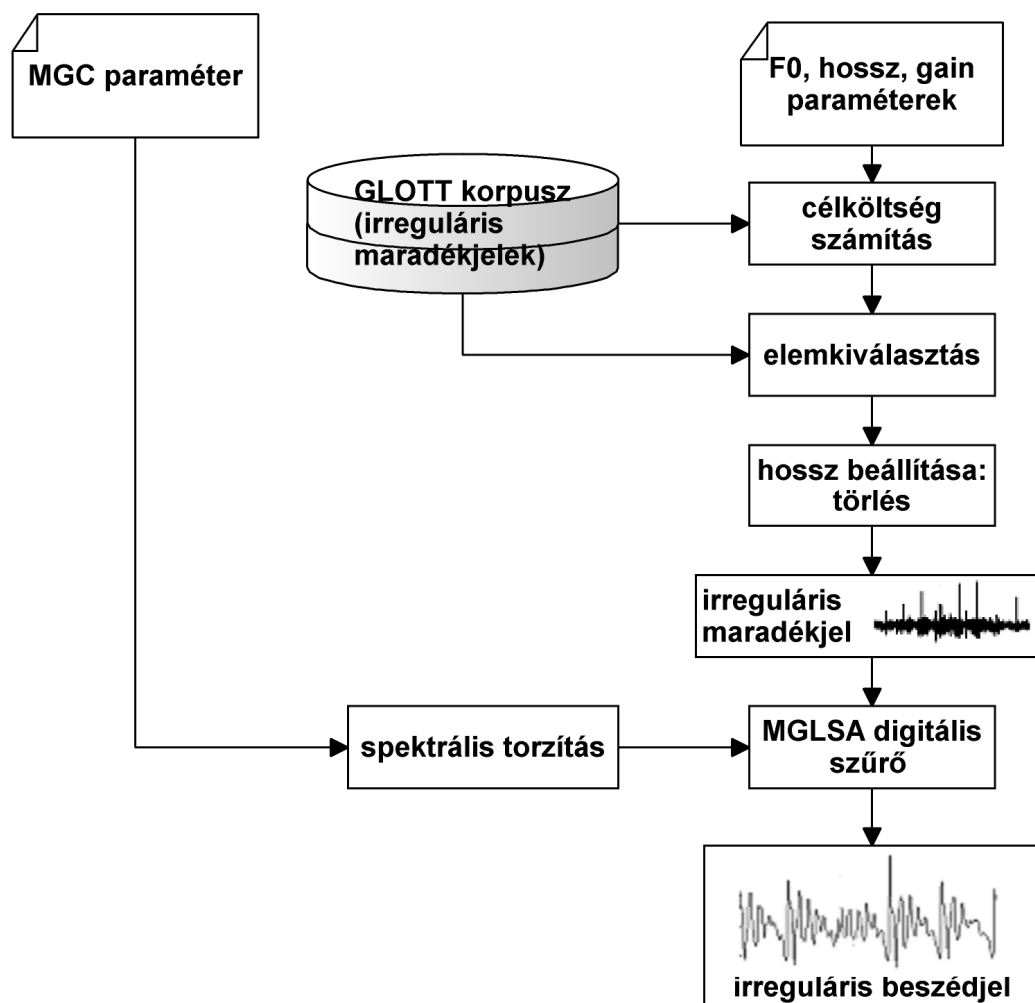 MGC paraméter
F0, hossz, gain
paraméterek
GLOTT korpusz
(irreguláris
maradékjelek)
célköltség
számítás
elemkiválasztás
hossz beállítása:
törlés
irreguláris
maradékjel
spektrális torzítás
MGLSA digitális
szűrő
irreguláris beszédjel